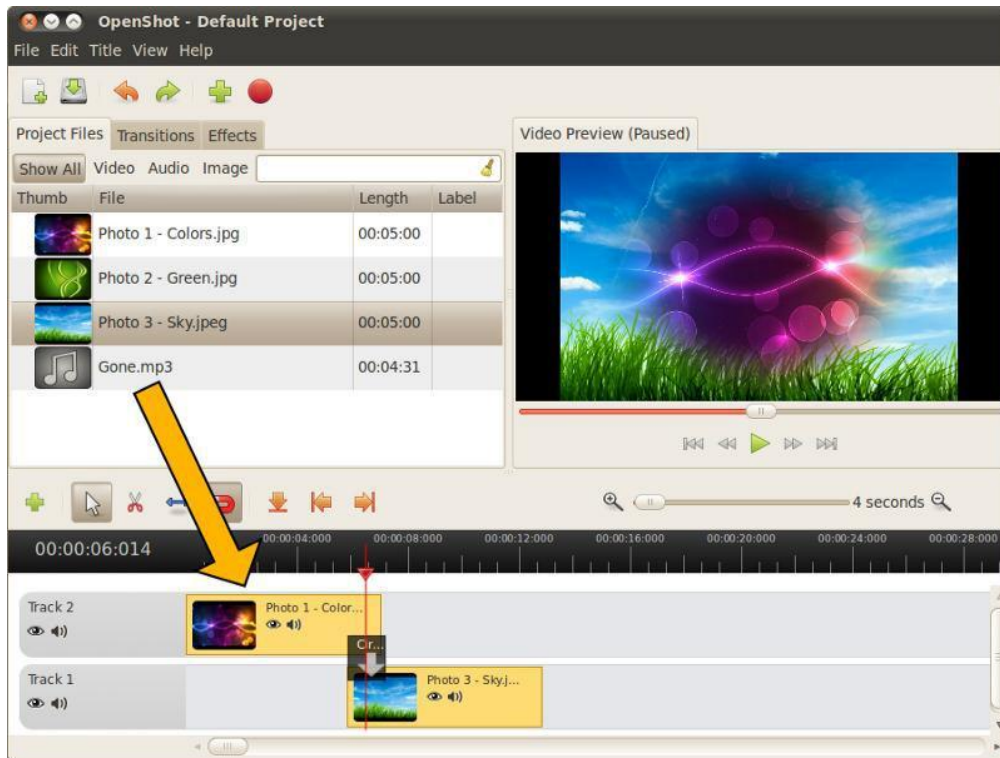 OpenShot - Default Project
File Edit Title View Help
Project Files Transitions Effects
Video Preview (Paused)
Show All Video Audio Image
Thumb File Length Label
Photo 1 - Colors.jpg 00:05:00
Photo 2 - Green.jpg 00:05:00
Photo 3 - Sky.jpeg 00:05:00
Gone.mp3 00:04:31
4 seconds
00:00:06:014
00:00:04:000 00:00:08:000 00:00:12:000 00:00:16:000 00:00:20:000 00:00:24:000 00:00:28:000
Track 2
Photo 1 - Color...
Cir...
Track 1
Photo 3 - Sky.j...